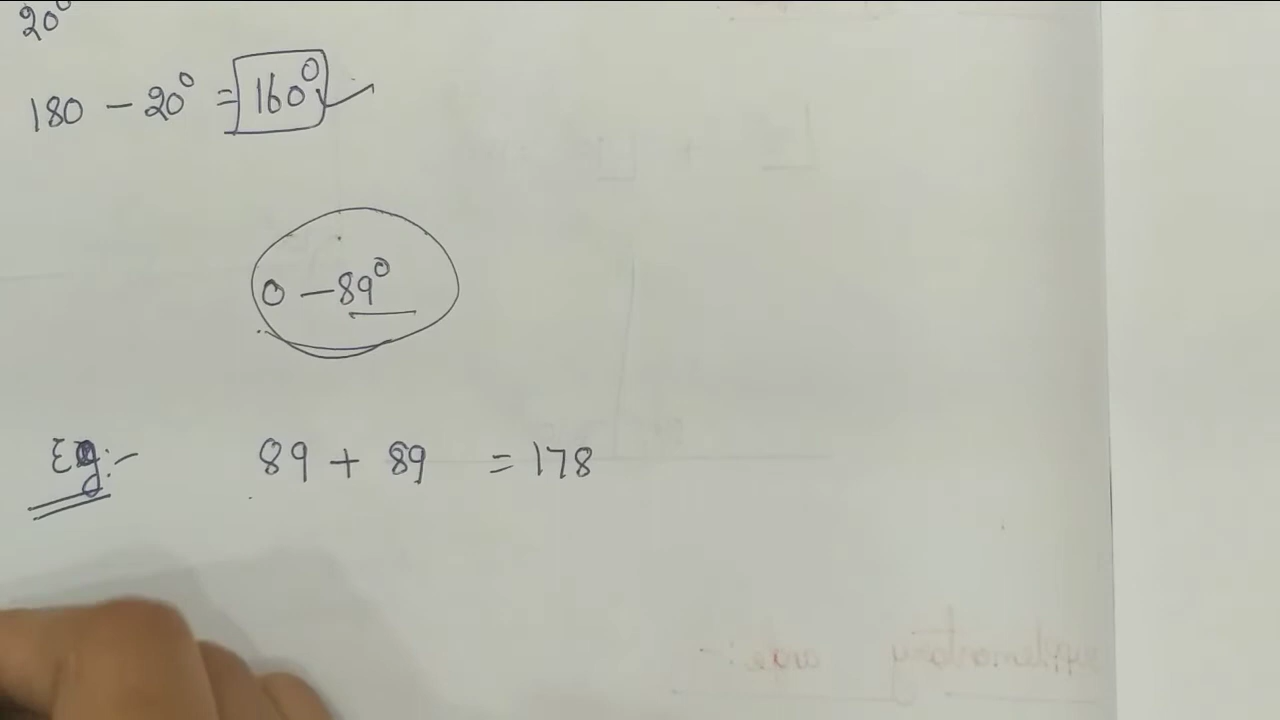 20°
180 - 20° = 160°
0 - 89°
Eg:-
89 + 89 = 178